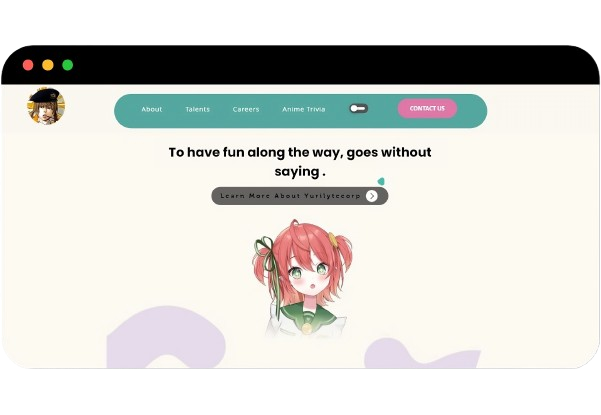 About Talents Careers Anime Trivia CONTACT US
To have fun along the way, goes without
saying .
Learn More About Yurilytecorp